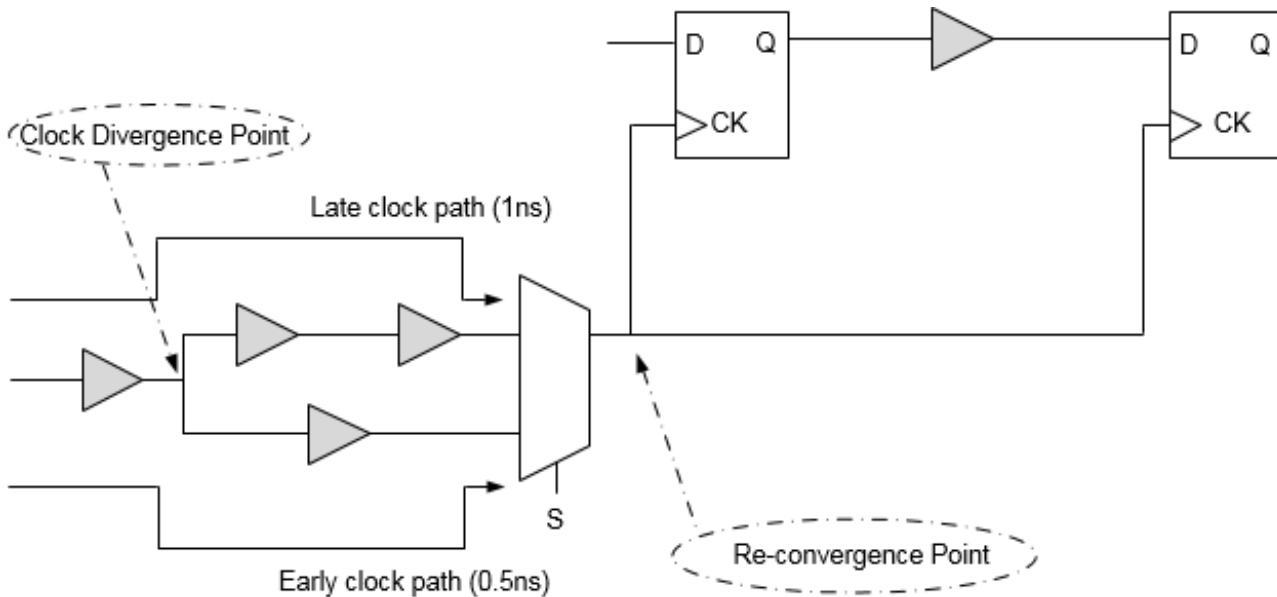 D Q
D Q
CK
CK
Clock Divergence Point
Late clock path (1ns)
S
Re-convergence Point
Early clock path (0.5ns)